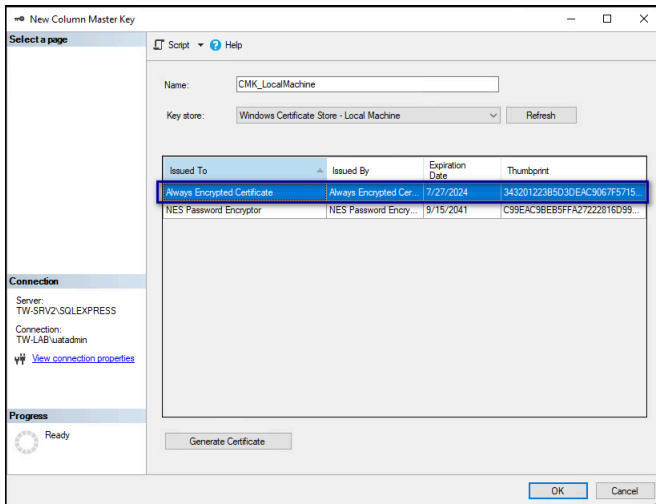 New Column Master Key
Select a page
Script
Help
Name:
CMK_LocalMachine
Key store:
Windows Certificate Store - Local Machine
Refresh
Issued To
Issued By
Expiration
Date
Thumbprint
Always Encrypted Certificate
Always Encrypted Cer...
7/27/2024
343201223B5D3DEAC9067F5715...
NES Password Encryptor
NES Password Encry...
9/15/2041
C99EAC9BEB5FFA27222816D99...
Connection
Server:
TW-SRV2\SQLEXPRESS
Connection:
TW-LAB\uatadmin
View connection properties
Progress
Ready
Generate Certificate
OK
Cancel